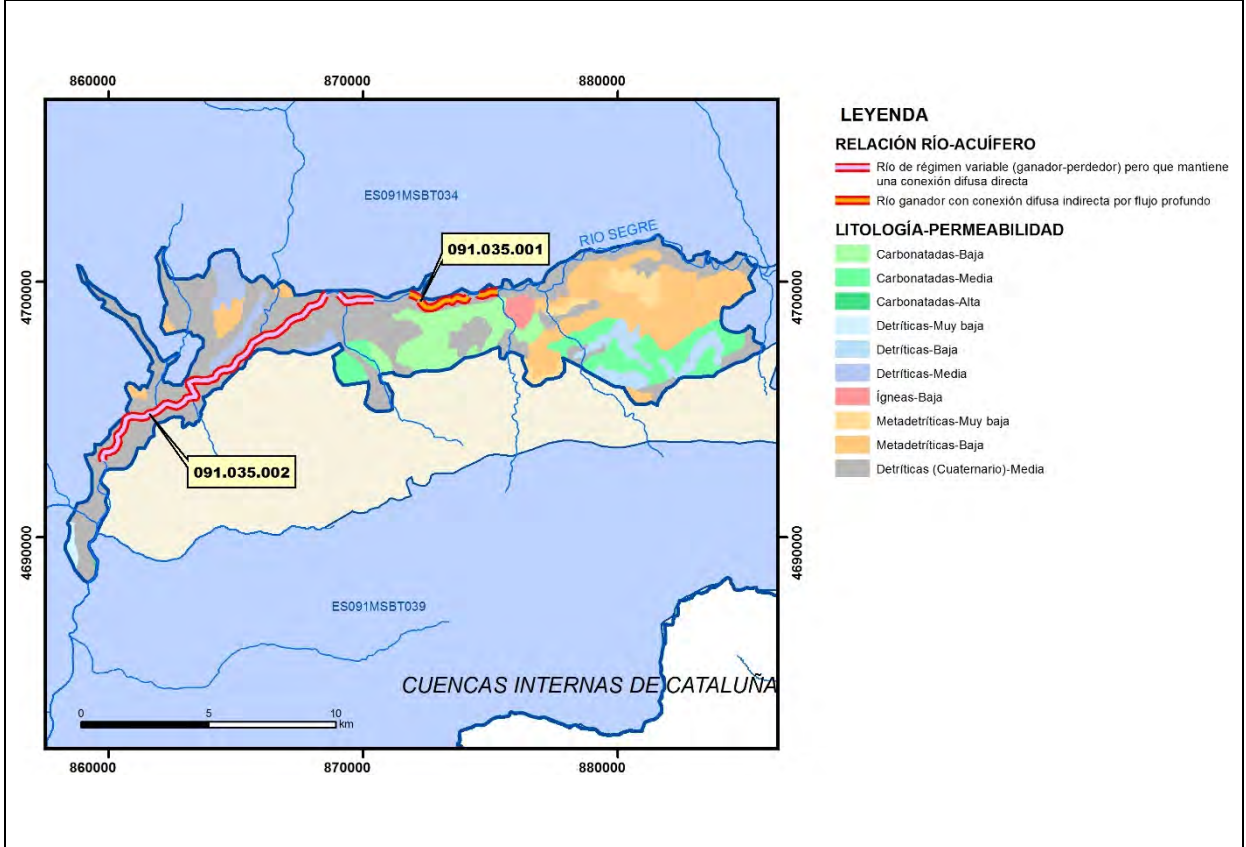 860000
870000
880000
4700000
4690000
4700000
4690000
ES091MSBT034
RIO SEGRE
091.035.001
091.035.002
ES091MSBT039
CUENCAS INTERNAS DE CATALUÑA
0
5
10
km
860000
870000
880000
LEYENDA
RELACIÓN RÍO-ACUÍFERO
Río de régimen variable (ganador-perdedor) pero que mantiene
una conexión difusa directa
Río ganador con conexión difusa indirecta por flujo profundo
LITOLOGÍA-PERMEABILIDAD
Carbonatadas-Baja
Carbonatadas-Media
Carbonatadas-Alta
Detríticas-Muy baja
Detríticas-Baja
Detríticas-Media
Ígneas-Baja
Metadetríticas-Muy baja
Metadetríticas-Baja
Detríticas (Cuaternario)-Media